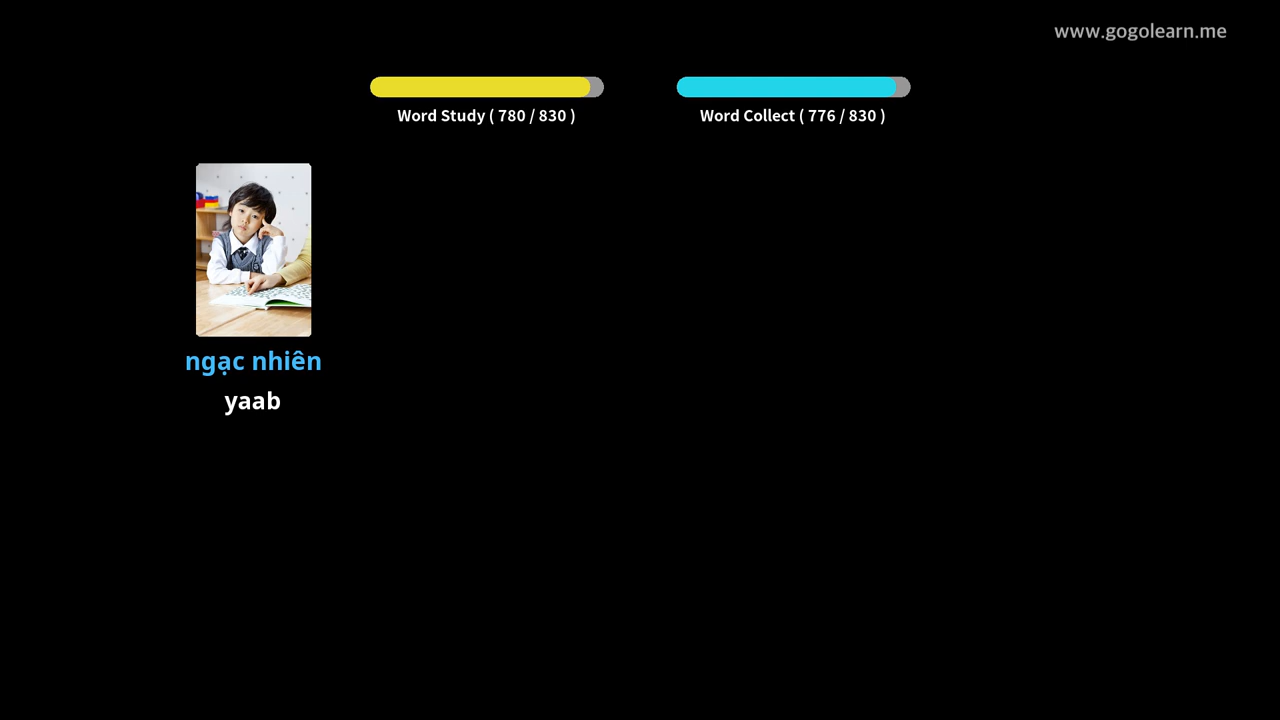 www.gogolearn.me
Word Study ( 780 / 830 )
Word Collect ( 776 / 830 )
ngạc nhiên
yaab